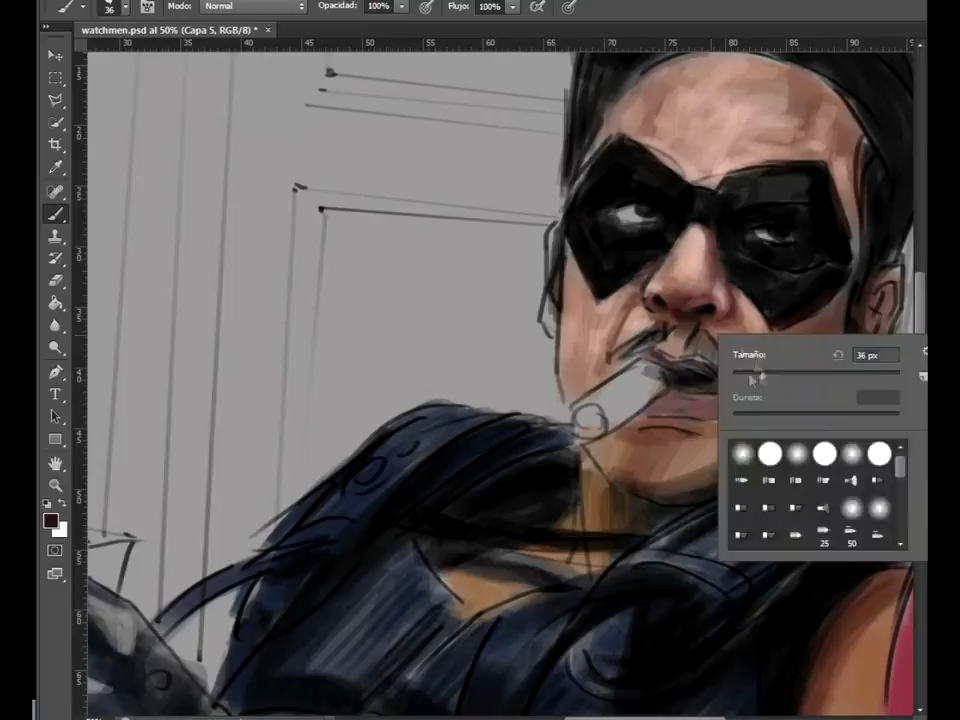 36 Modo: Normal Opacidad: 100% Flujo: 100%
watchmen.psd al 50% (Capa 5, RGB/8) * ×
30 35 40 45 50 55 60 65 70 75 80 85 90
Tamaño: 36 px
Dureza:
25 50